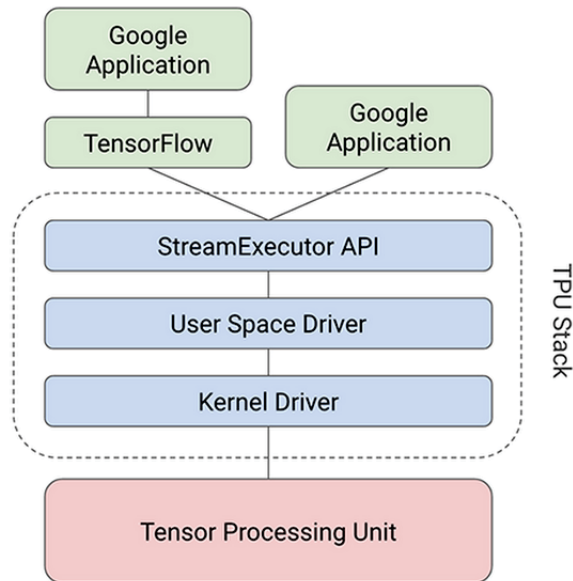 Google
Application
TensorFlow
Google
Application
StreamExecutor API
User Space Driver
Kernel Driver
TPU Stack
Tensor Processing Unit